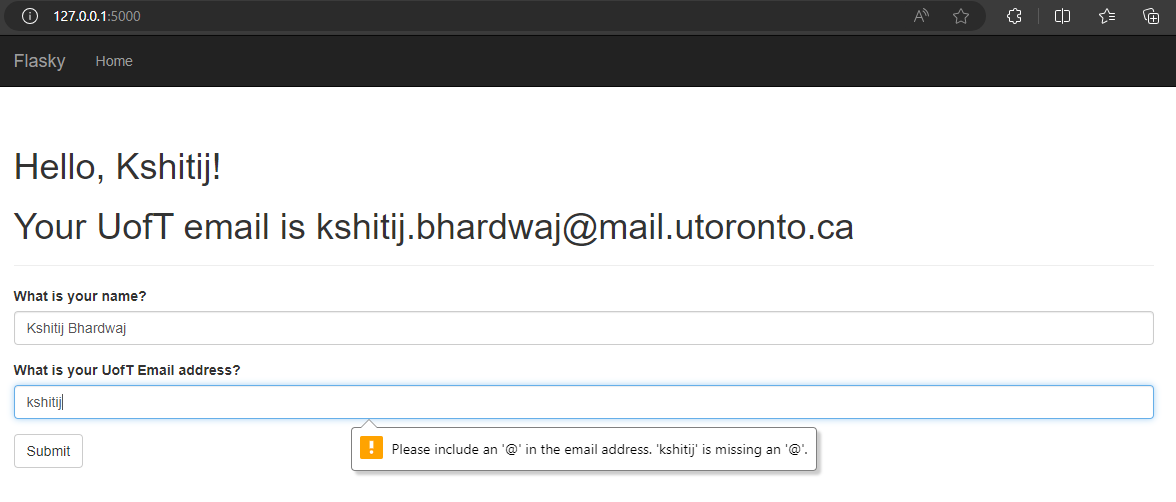 127.0.0.1:5000
Flasky Home
Hello, Kshitij!
Your UofT email is kshitij.bhardwaj@mail.utoronto.ca
What is your name?
Kshitij Bhardwaj
What is your UofT Email address?
kshitij
Please include an '@' in the email address. 'kshitij' is missing an '@'.
Submit